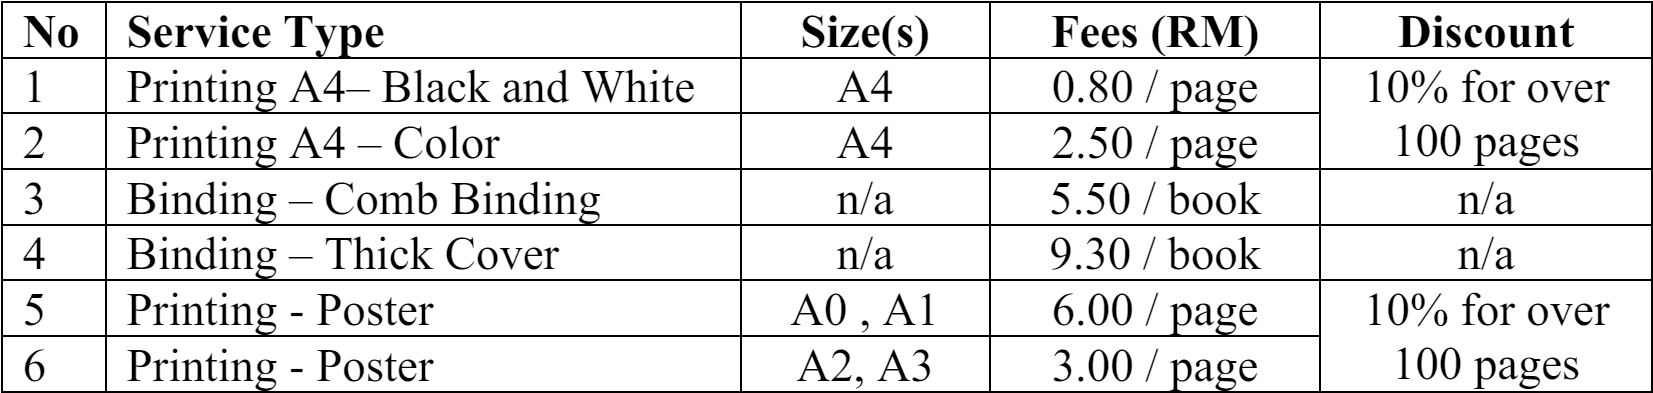 No Service Type Size(s) Fees (RM) Discount
1 Printing A4– Black and White A4 0.80 / page 10% for over
2 Printing A4 – Color A4 2.50 / page 100 pages
3 Binding – Comb Binding n/a 5.50 / book n/a
4 Binding – Thick Cover n/a 9.30 / book n/a
5 Printing - Poster A0 , A1 6.00 / page 10% for over
6 Printing - Poster A2, A3 3.00 / page 100 pages